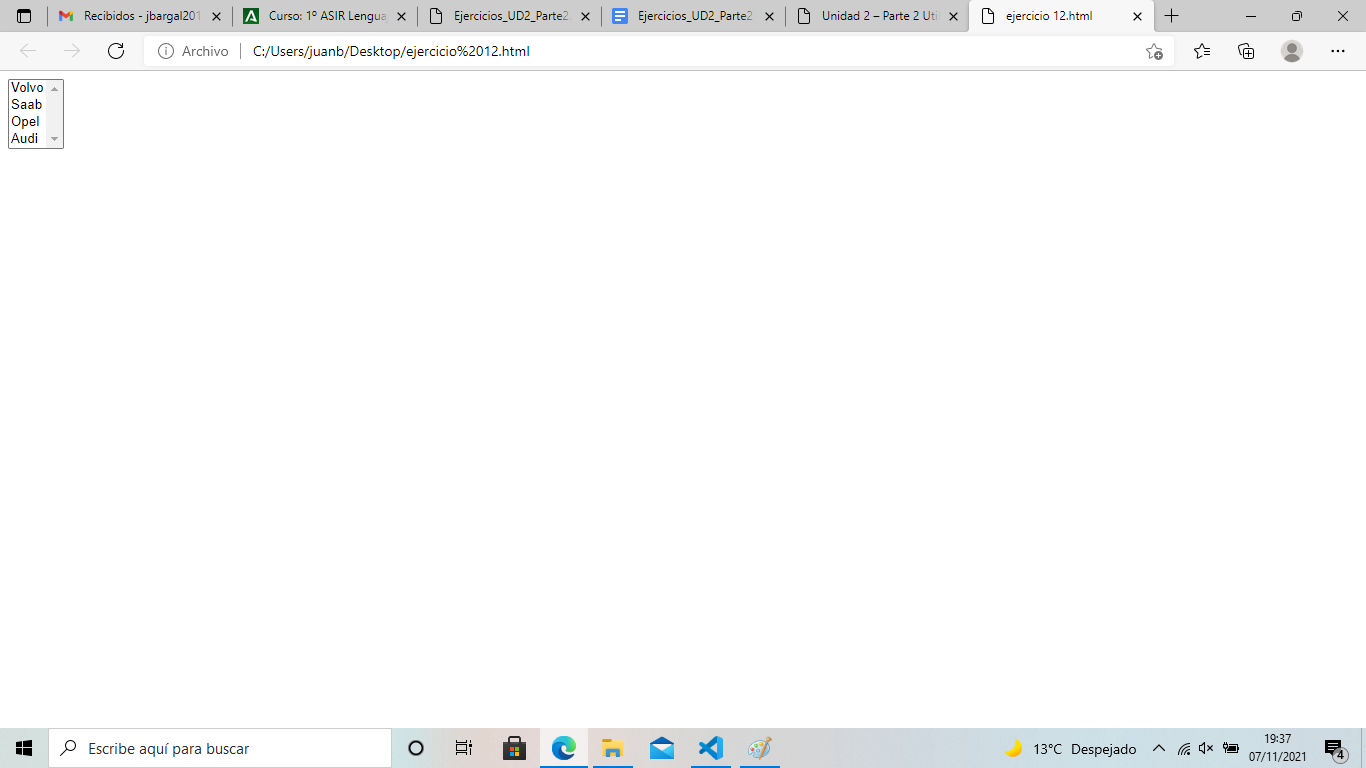 Recibidos - jbargal201
Curso: 1º ASIR Lengua
Ejercicios_UD2_Parte2
Ejercicios_UD2_Parte2
Unidad 2 – Parte 2 Uti
ejercicio 12.html
Archivo
C:/Users/juanb/Desktop/ejercicio%2012.html
Volvo
Saab
Opel
Audi
Escribe aquí para buscar
13°C Despejado
19:37
07/11/2021
4